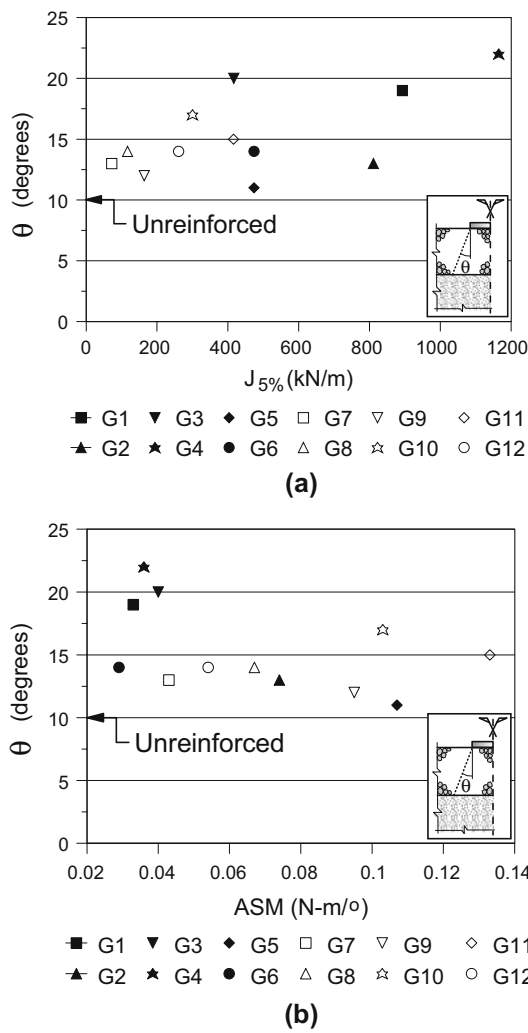 25
20
15
10
5
0
θ (degrees)
Unreinforced
θ
0 200 400 600 800 1000 1200
J5%(kN/m)
G1 G3 G5 G7 G9 G11
G2 G4 G6 G8 G10 G12
(a)
25
20
15
10
5
0
θ (degrees)
Unreinforced
θ
0.02 0.04 0.06 0.08 0.1 0.12 0.14
ASM (N-m/o)
G1 G3 G5 G7 G9 G11
G2 G4 G6 G8 G10 G12
(b)